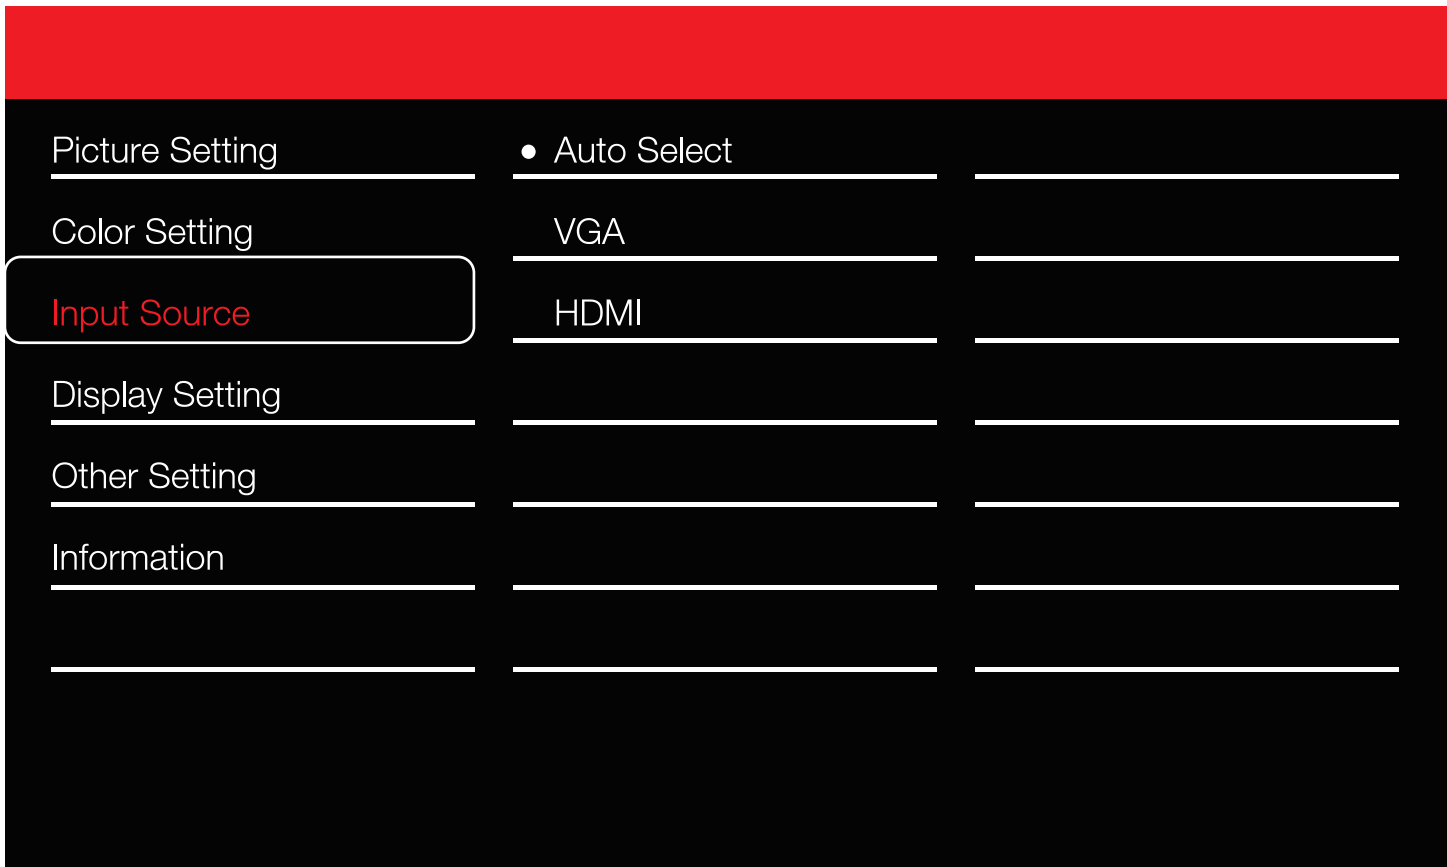 Picture Setting
Color Setting
Input Source
Display Setting
Other Setting
Information
• Auto Select
VGA
HDMI